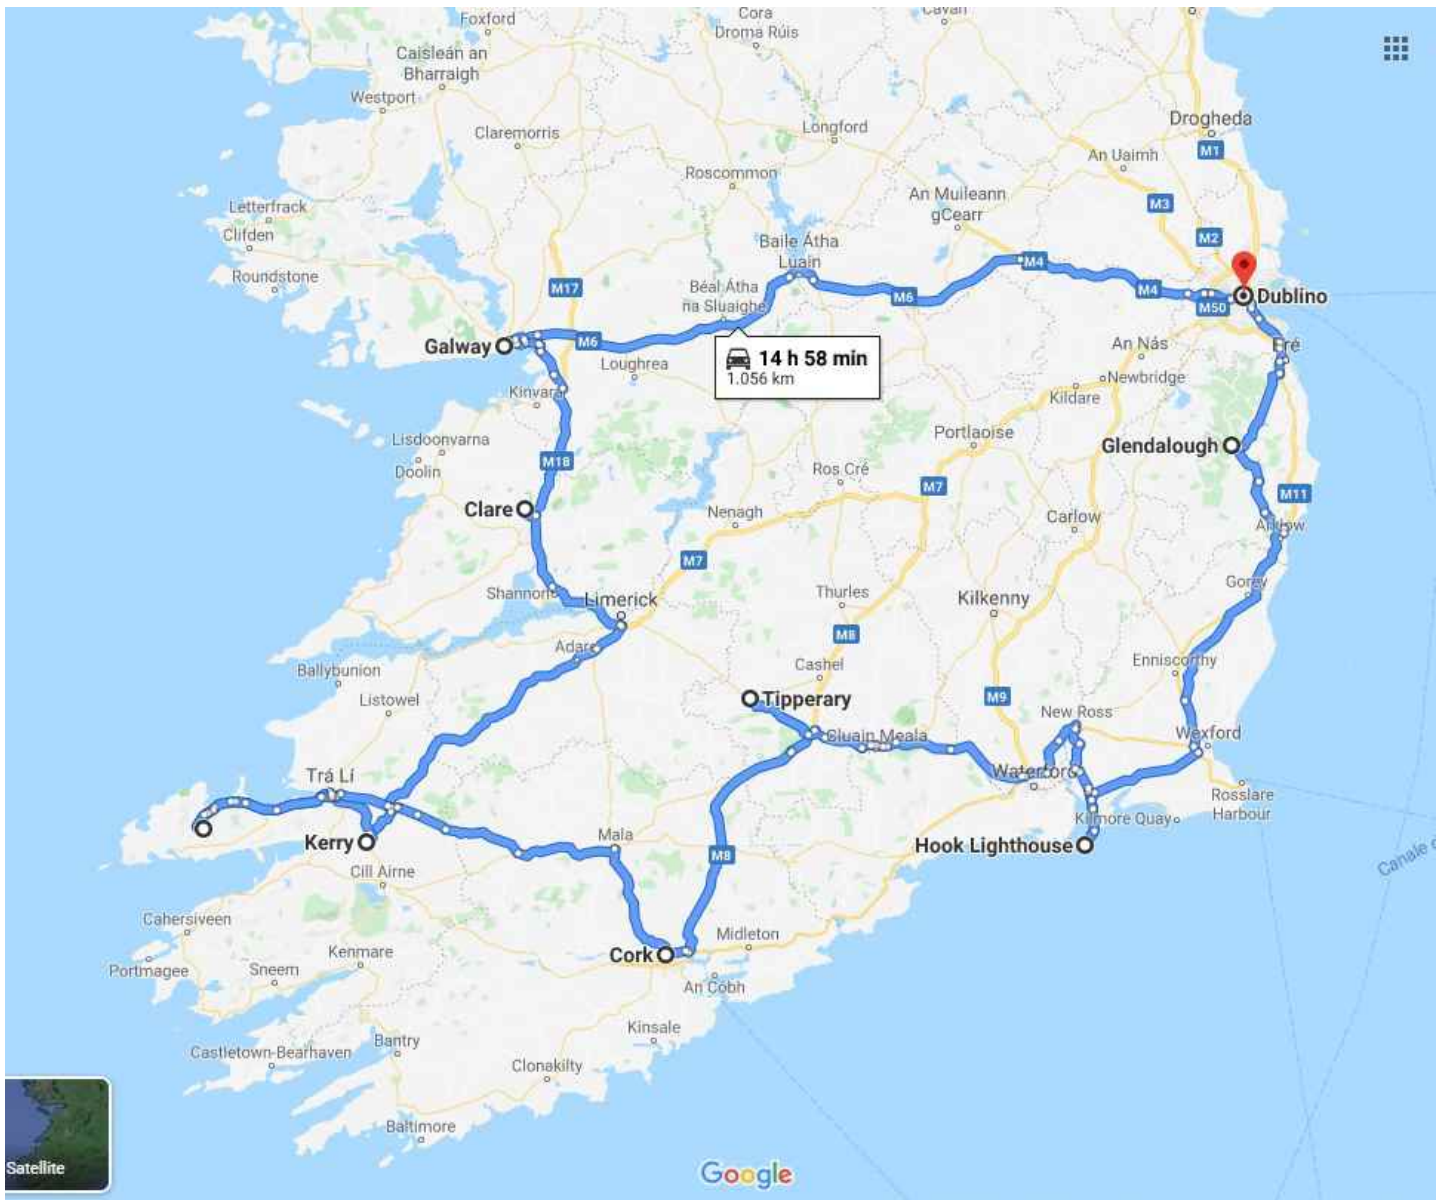 Foxford
Cora
Droma Rúis
Cavan
Caisleán an
Bharraigh
Westport
Claremorris
Longford
Drogheda
M1
An Uaimh
Roscommon
An Muileann
gCearr
M3
Letterfrack
Clifden
M2
Baile Átha
Luain
Roundstone
M4
M17
Béal Átha
na Sluaighe
M6
M4
M50
Dublino
Galway
M6
14 h 58 min
1.056 km
An Nás
Bré
Loughrea
Newbridge
Kinvara
Kildare
Lisdoonvarna
Doolin
Portlaoise
Glendalough
M18
Ros Cré
M7
M11
Clare
Nenagh
Carlow
Arklow
M7
Shannon
Limerick
Thurles
Kilkenny
Gorey
M8
Adare
Cashel
Enniscorthy
Ballybunion
Listowel
Tipperary
M9
New Ross
Cluain Meala
Wexford
Trá Lí
Waterford
Rosslare
Harbour
Kilmore Quay
Kerry
Mala
Hook Lighthouse
M8
Canale
Cill Airne
Cahersiveen
Midleton
Kenmare
Cork
Portmagee
Sneem
An Cóbh
Kinsale
Bantry
Castletown-Bearhaven
Clonakilty
Baltimore
Satellite
Google